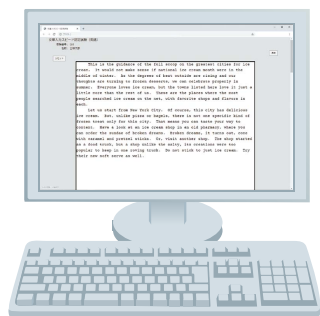 This is the guidance of the full scoop on the greatest cities for ice
cream. It would not make sense if national ice cream month were in the
middle of winter. As the degrees of heat outside are rising and our
thoughts are turning to frozen desserts, we can celebrate properly in
summer. Everyone loves ice cream, but the towns listed here love it just a
little more than the rest of us. These are the places where the most
people searched ice cream on the net, with favorite shops and flavors in
each.
Let us start from New York City. Of course, this city has delicious
ice cream. But, unlike pizza or bagels, there is not one specific kind of
frozen treat only for this city. That means you can taste your way to
content. Have a look at an ice cream shop in an old pharmacy, where you
can order the sundae of broken dreams. Broken dreams, it turns out, come
with caramel and pretzel sticks. Or, visit another shop. The shop started
as a food truck, but a shop unlike the salty, its creations were too
popular to keep in one roving truck. Do not stick to just ice cream. Try
their new soft serve as well.